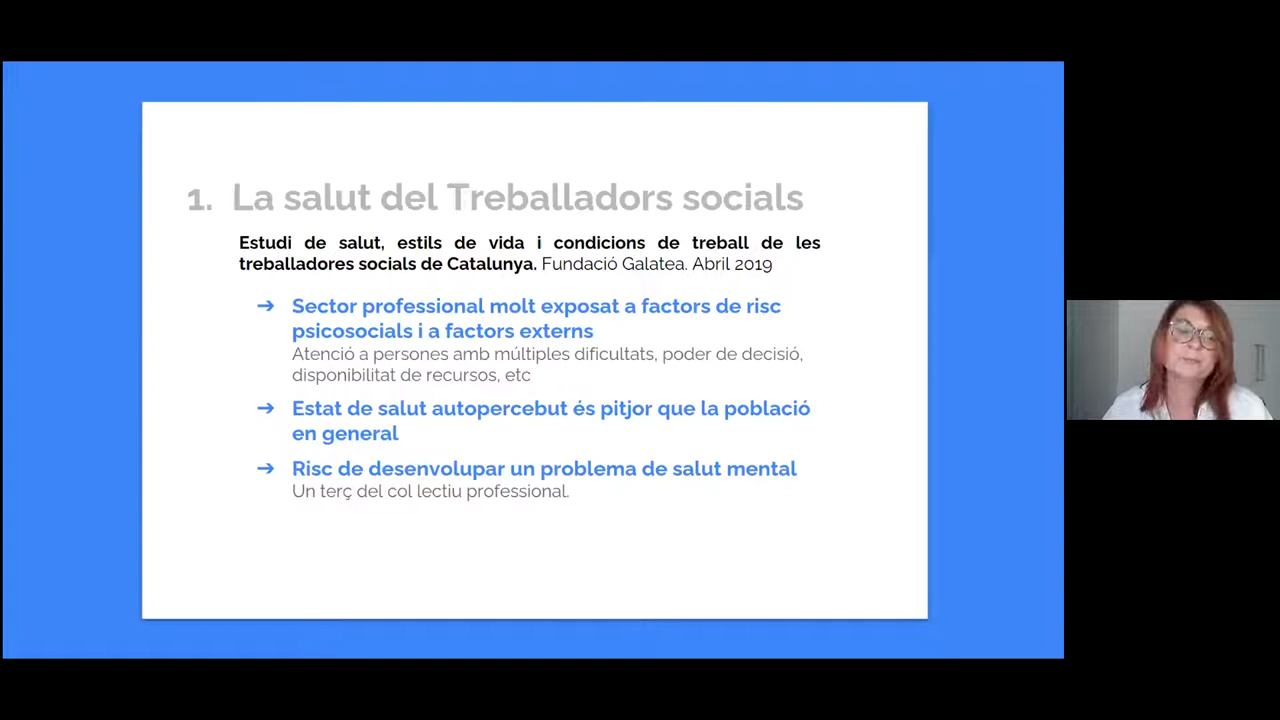 1. La salut del Treballadors socials
Estudi de salut, estils de vida i condicions de treball de les
treballadores socials de Catalunya. Fundació Galatea. Abril 2019
➔ Sector professional molt exposat a factors de risc
psicosocials i a factors externs
Atenció a persones amb múltiples dificultats, poder de decisió,
disponibilitat de recursos, etc
➔ Estat de salut autopercebut és pitjor que la població
en general
➔ Risc de desenvolupar un problema de salut mental
Un terç del col lectiu professional.